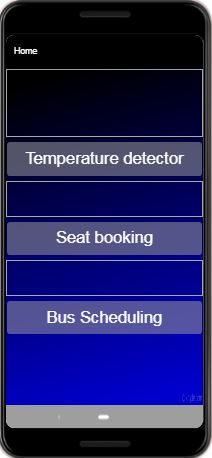 Home
Temperature detector
Seat booking
Bus Scheduling